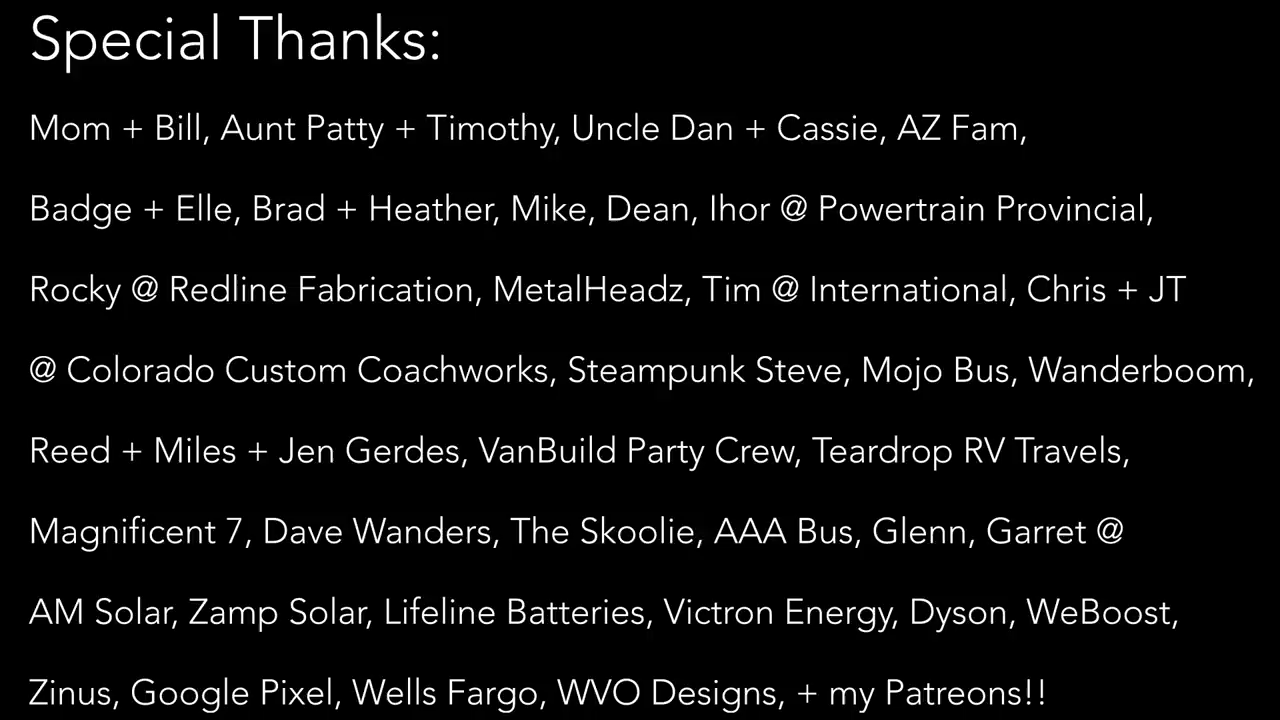 Special Thanks:
Mom + Bill, Aunt Patty + Timothy, Uncle Dan + Cassie, AZ Fam,
Badge + Elle, Brad + Heather, Mike, Dean, Ihor @ Powertrain Provincial,
Rocky @ Redline Fabrication, MetalHeadz, Tim @ International, Chris + JT
@ Colorado Custom Coachworks, Steampunk Steve, Mojo Bus, Wanderboom,
Reed + Miles + Jen Gerdes, VanBuild Party Crew, Teardrop RV Travels,
Magnificent 7, Dave Wanders, The Skoolie, AAA Bus, Glenn, Garret @
AM Solar, Zamp Solar, Lifeline Batteries, Victron Energy, Dyson, WeBoost,
Zinus, Google Pixel, Wells Fargo, WVO Designs, + my Patreons!!